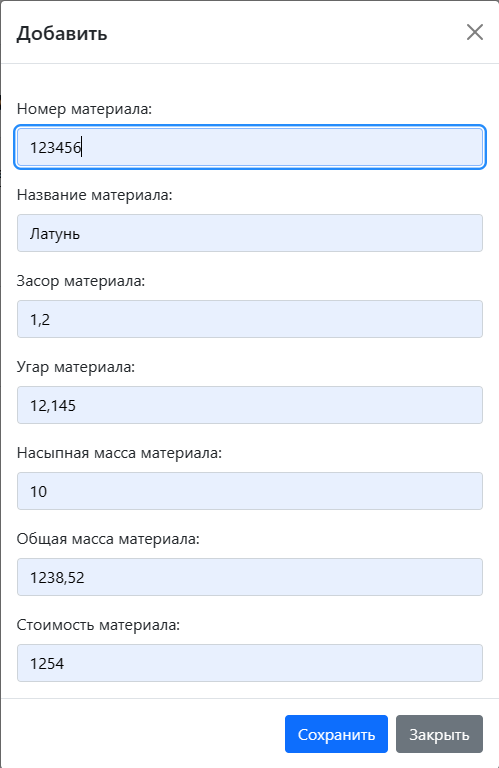 Добавить
Номер материала:
123456
Название материала:
Латунь
Засор материала:
1,2
Угар материала:
12,145
Насыпная масса материала:
10
Общая масса материала:
1238,52
Стоимость материала:
1254
Сохранить Закрыть